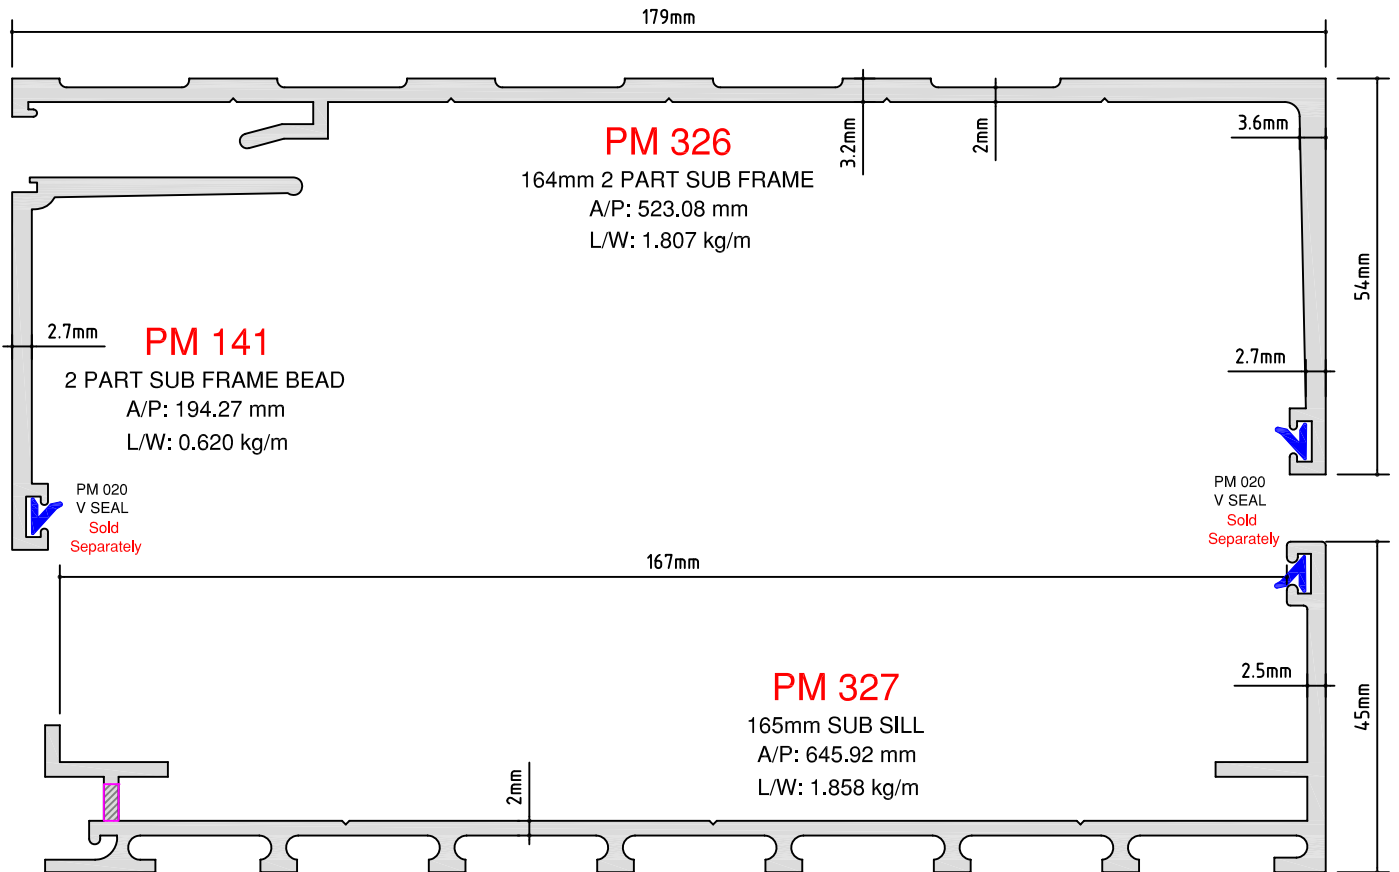 179mm
PM 326
164mm 2 PART SUB FRAME
A/P: 523.08 mm
L/W: 1.807 kg/m
3.2mm
2mm
3.6mm
54mm
2.7mm
PM 141
2 PART SUB FRAME BEAD
A/P: 194.27 mm
L/W: 0.620 kg/m
2.7mm
PM 020
V SEAL
Sold
Separately
PM 020
V SEAL
Sold
Separately
167mm
PM 327
165mm SUB SILL
A/P: 645.92 mm
L/W: 1.858 kg/m
2.5mm
45mm
2mm